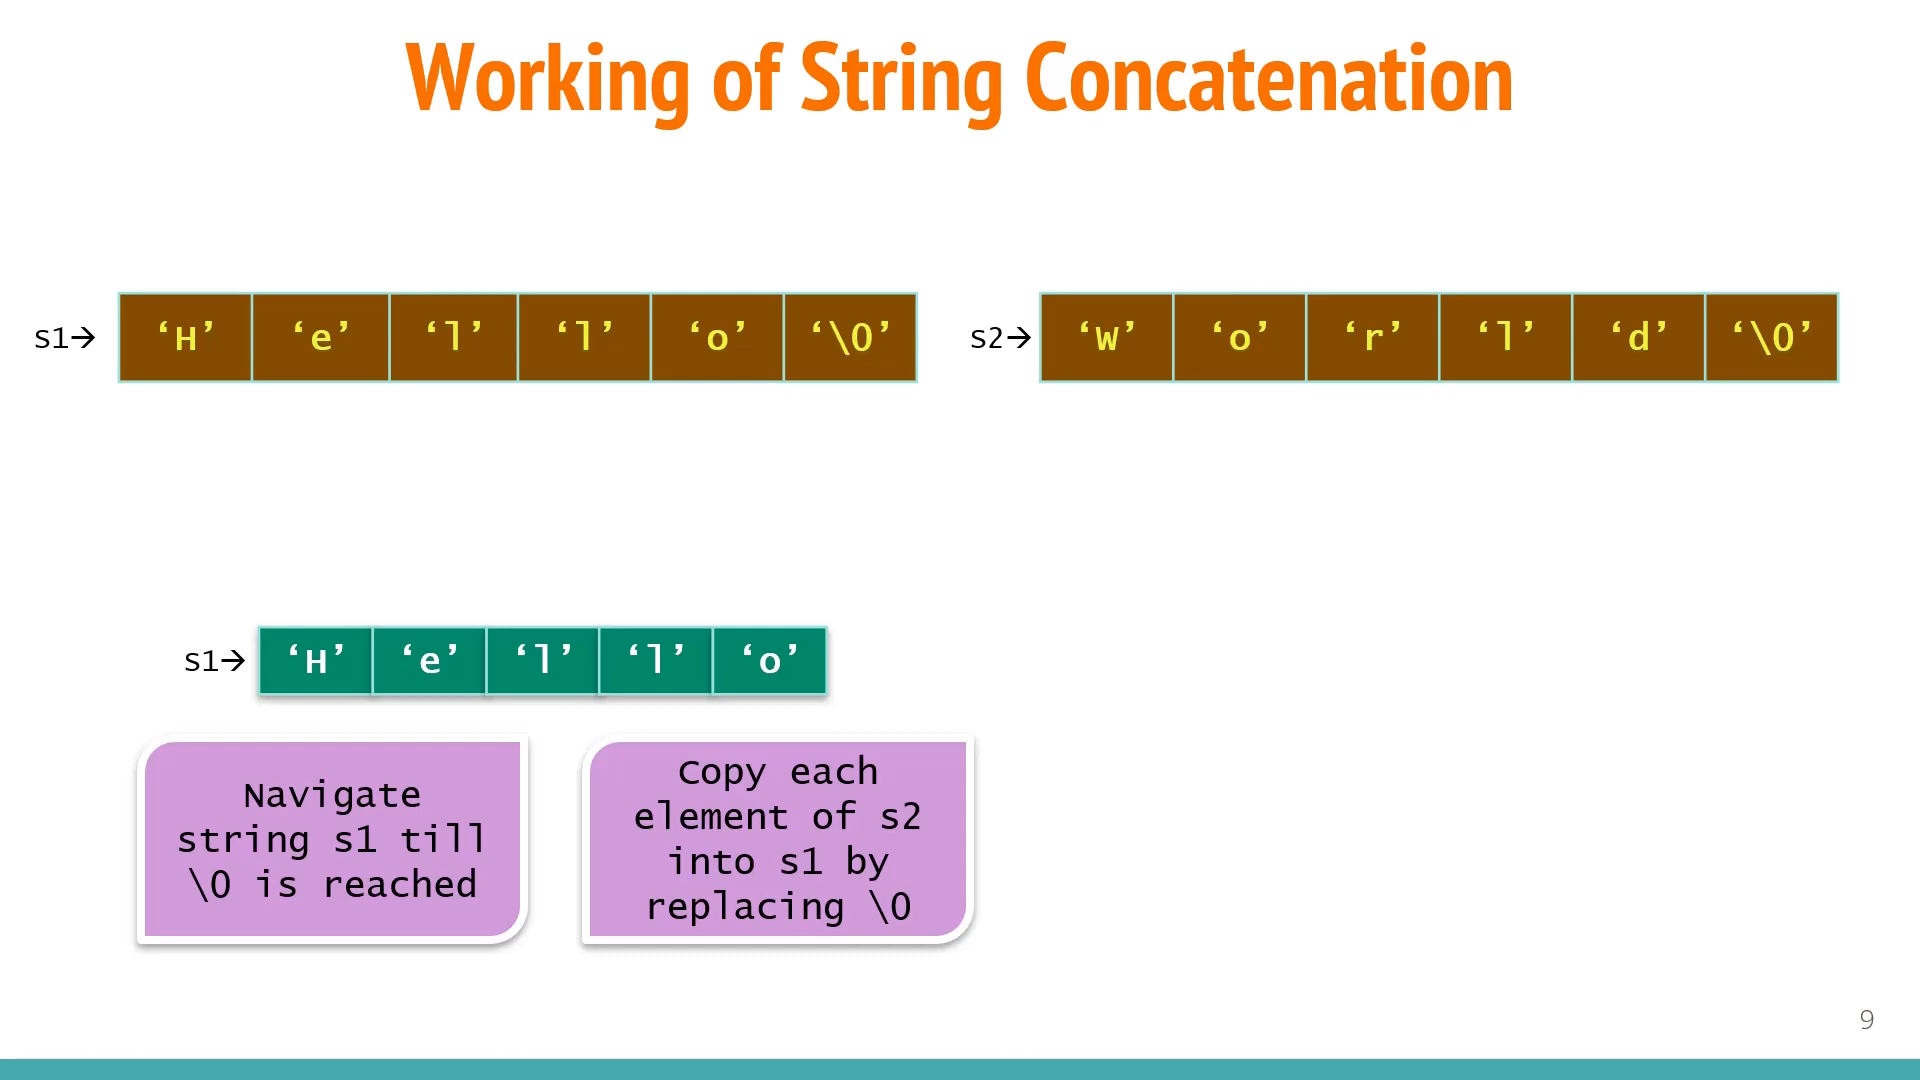 Working of String Concatenation
s1→ ‘H’ ‘e’ ‘l’ ‘l’ ‘o’ ‘\0’ s2→ ‘W’ ‘o’ ‘r’ ‘l’ ‘d’ ‘\0’
s1→ ‘H’ ‘e’ ‘l’ ‘l’ ‘o’
Navigate
string s1 till
\0 is reached
Copy each
element of s2
into s1 by
replacing \0
9